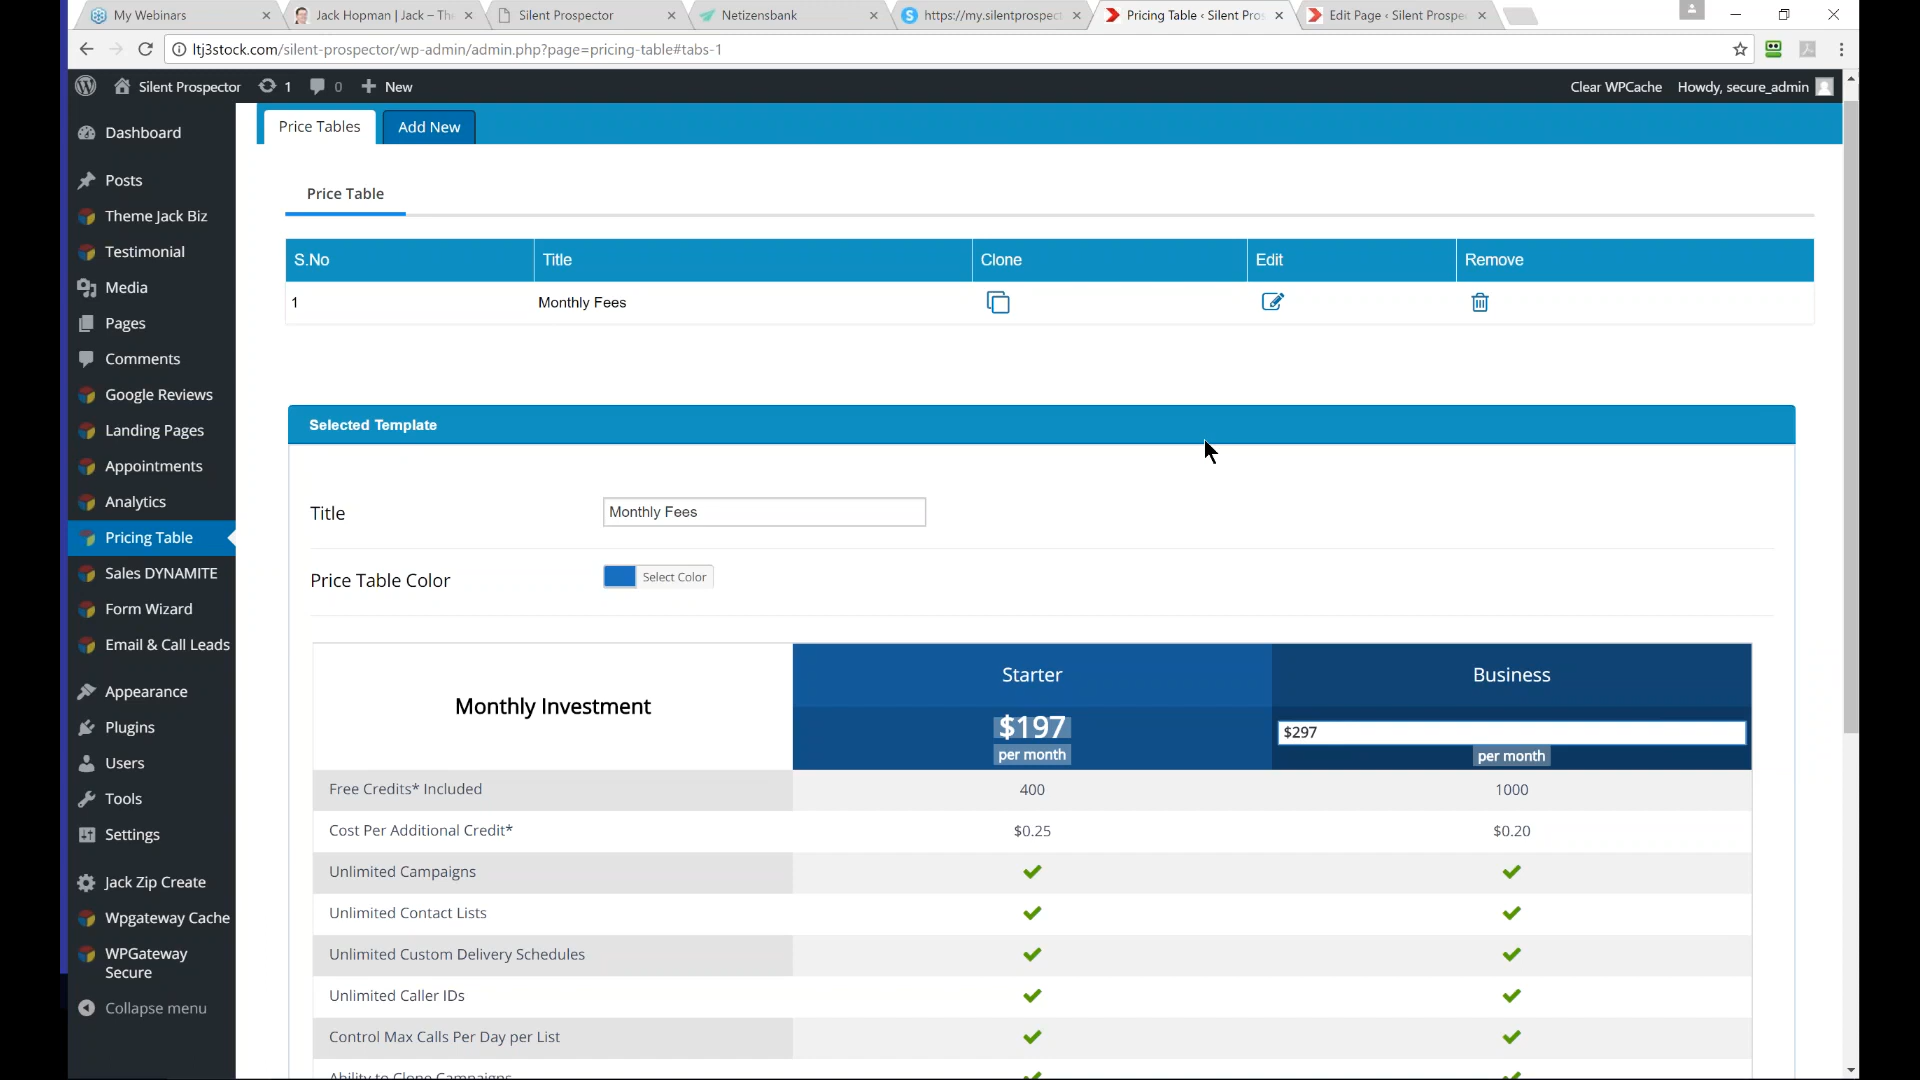 My Webinars
Jack Hopman | Jack – Th
Silent Prospector
Netizensbank
https://my.silentprospect
Pricing Table ‹ Silent Pros
Edit Page ‹ Silent Prospe
ltj3stock.com/silent-prospector/wp-admin/admin.php?page=pricing-table#tabs-1
Silent Prospector
1
0
New
Clear WPCache
Howdy, secure_admin
Dashboard
Posts
Theme Jack Biz
Testimonial
Media
Pages
Comments
Google Reviews
Landing Pages
Appointments
Analytics
Pricing Table
Sales DYNAMITE
Form Wizard
Email & Call Leads
Appearance
Plugins
Users
Tools
Settings
Jack Zip Create
Wpgateway Cache
WPGateway
Secure
Collapse menu
Price Tables
Add New
Price Table
S.No Title Clone Edit Remove
1 Monthly Fees
Selected Template
Title
Monthly Fees
Price Table Color
Select Color
Monthly Investment
Starter
Business
$197
$297
per month
per month
Free Credits* Included 400 1000
Cost Per Additional Credit* $0.25 $0.20
Unlimited Campaigns
Unlimited Contact Lists
Unlimited Custom Delivery Schedules
Unlimited Caller IDs
Control Max Calls Per Day per List
Ability to Clone Campaigns